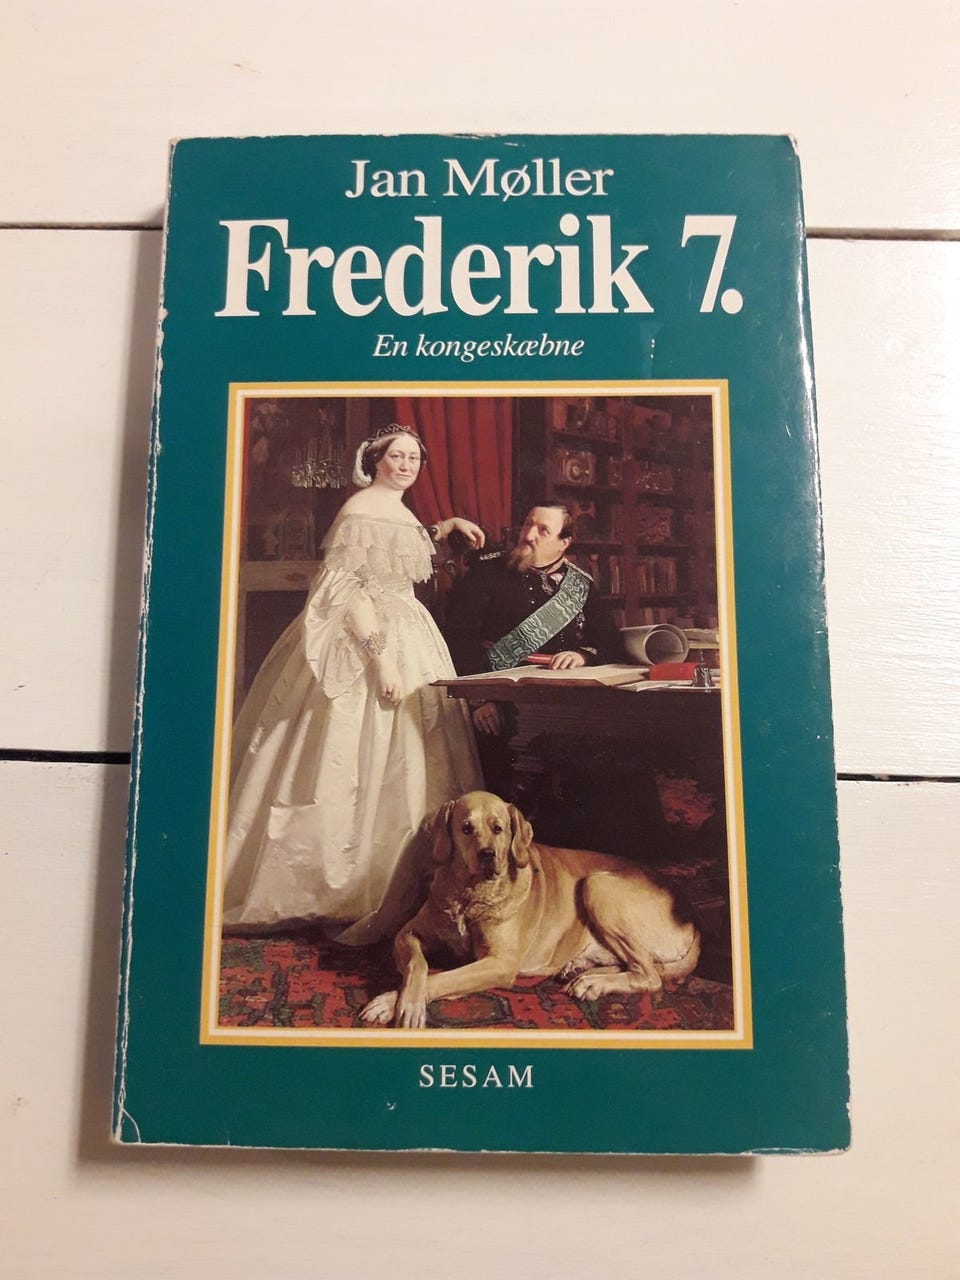 Jan Møller
Frederik 7.
En kongeskæbne
SESAM